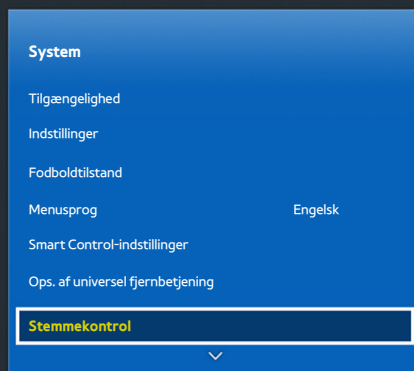 System
Tilgængelighed
Indstillinger
Fodboldtilstand
Menusprog Engelsk
Smart Control-indstillinger
Ops. af universel fjernbetjening
Stemmekontrol